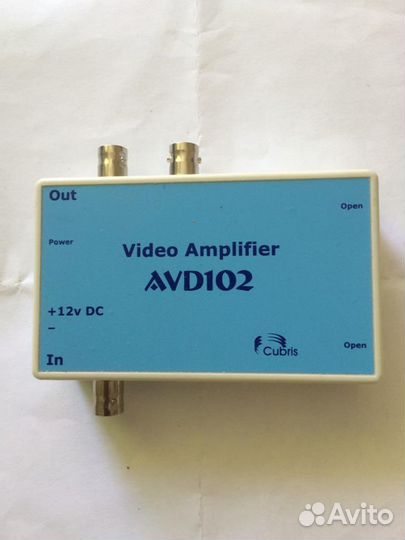 Out
Open
Power
Video Amplifier
AVD102
+12v DC
–
In
Cubris
Open
Avito